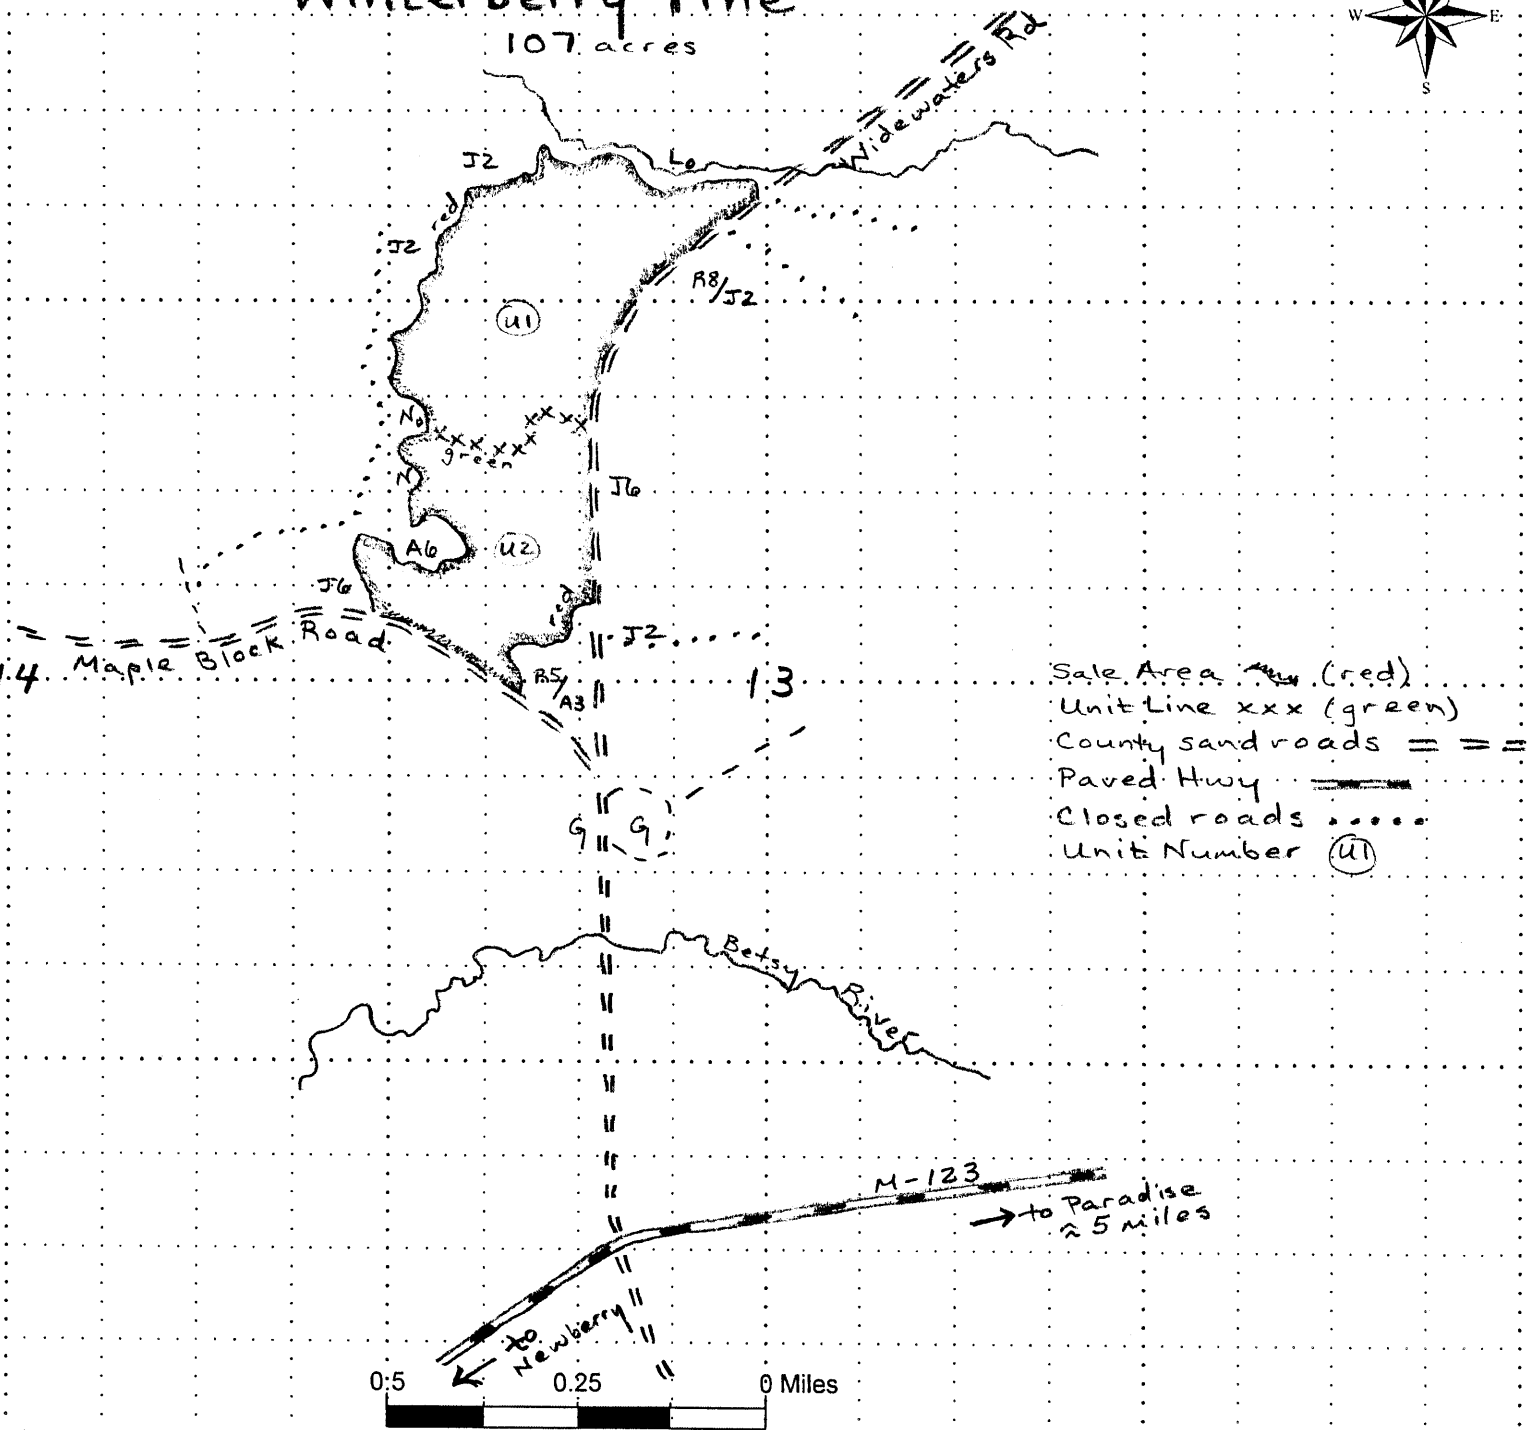 Winterberry Pine
107 acres
W
E
S
Widewaters Rd
J2
Lo
red
J2
R8/J2
U1
No
green
N
J6
A6
U2
J6
red
J2
Maple Block Road
14
R5/A3
13
Sale Area (red)
Unit Line xxx (green)
County sand roads = = =
Paved Hwy
Closed roads .....
Unit Number U1
G
G
Betsy River
M-123
→ to Paradise
≈ 5 miles
← to Newberry
0.5 0.25 0 Miles